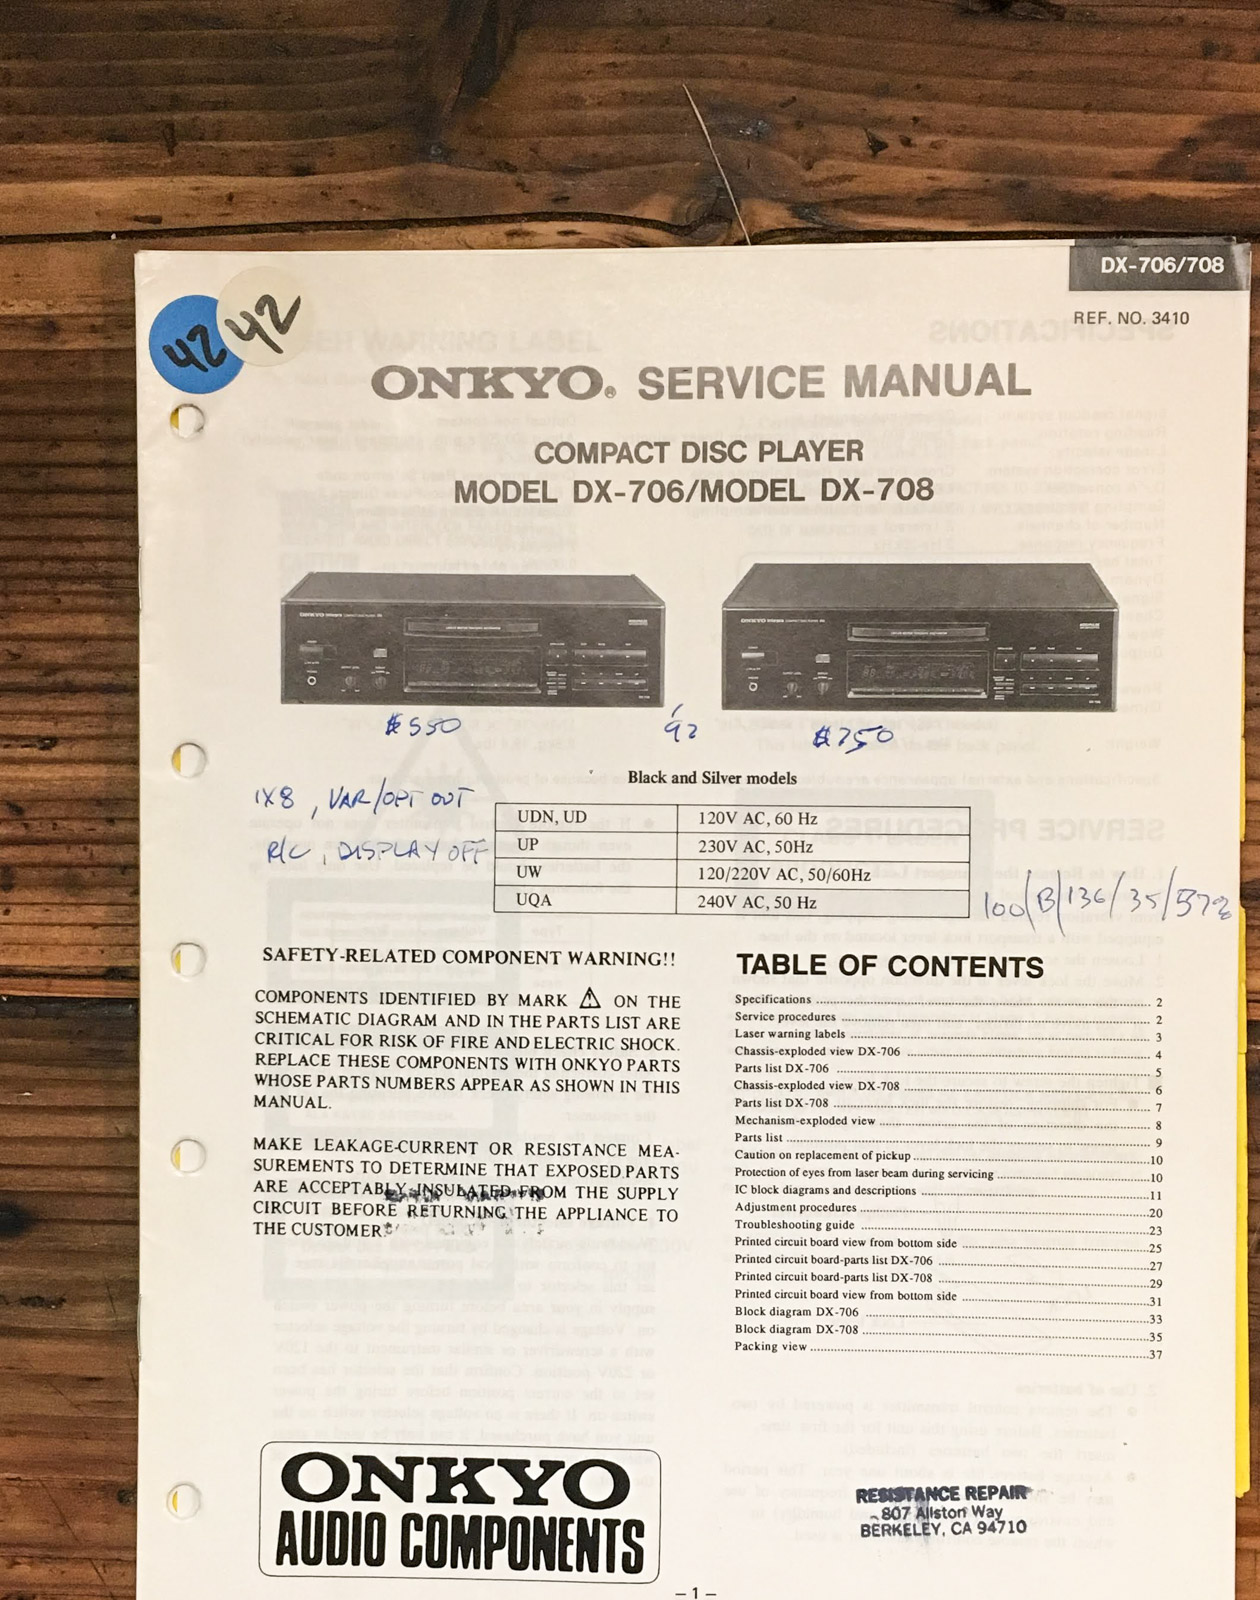 DX-706/708
REF. NO. 3410
42 42
ONKYO® SERVICE MANUAL
COMPACT DISC PLAYER
MODEL DX-706/MODEL DX-708
ONKYO
ONKYO
$550 '92 $750
Black and Silver models
1X8, VAR/OPT OUT
R/C, DISPLAY OFF
UDN, UD 120V AC, 60 Hz
UP 230V AC, 50Hz
UW 120/220V AC, 50/60Hz
UQA 240V AC, 50 Hz
100/B/136/35/
SAFETY-RELATED COMPONENT WARNING!!
COMPONENTS IDENTIFIED BY MARK ⚠ ON THE
SCHEMATIC DIAGRAM AND IN THE PARTS LIST ARE
CRITICAL FOR RISK OF FIRE AND ELECTRIC SHOCK.
REPLACE THESE COMPONENTS WITH ONKYO PARTS
WHOSE PARTS NUMBERS APPEAR AS SHOWN IN THIS
MANUAL.
MAKE LEAKAGE-CURRENT OR RESISTANCE MEA-
SUREMENTS TO DETERMINE THAT EXPOSED PARTS
ARE ACCEPTABLY INSULATED FROM THE SUPPLY
CIRCUIT BEFORE RETURNING THE APPLIANCE TO
THE CUSTOMER.
TABLE OF CONTENTS
Specifications ........ 2
Service procedures ........ 2
Laser warning labels ........ 3
Chassis-exploded view DX-706 ........ 4
Parts list DX-706 ........ 5
Chassis-exploded view DX-708 ........ 6
Parts list DX-708 ........ 7
Mechanism-exploded view ........ 8
Parts list ........ 9
Caution on replacement of pickup ........ 10
Protection of eyes from laser beam during servicing ........ 10
IC block diagrams and descriptions ........ 11
Adjustment procedures ........ 20
Troubleshooting guide ........ 23
Printed circuit board view from bottom side ........ 25
Printed circuit board-parts list DX-706 ........ 27
Printed circuit board-parts list DX-708 ........ 29
Printed circuit board view from bottom side ........ 31
Block diagram DX-706 ........ 33
Block diagram DX-708 ........ 35
Packing view ........ 37
ONKYO
AUDIO COMPONENTS
RESISTANCE REPAIR
807 Allston Way
BERKELEY, CA 94710
– 1 –